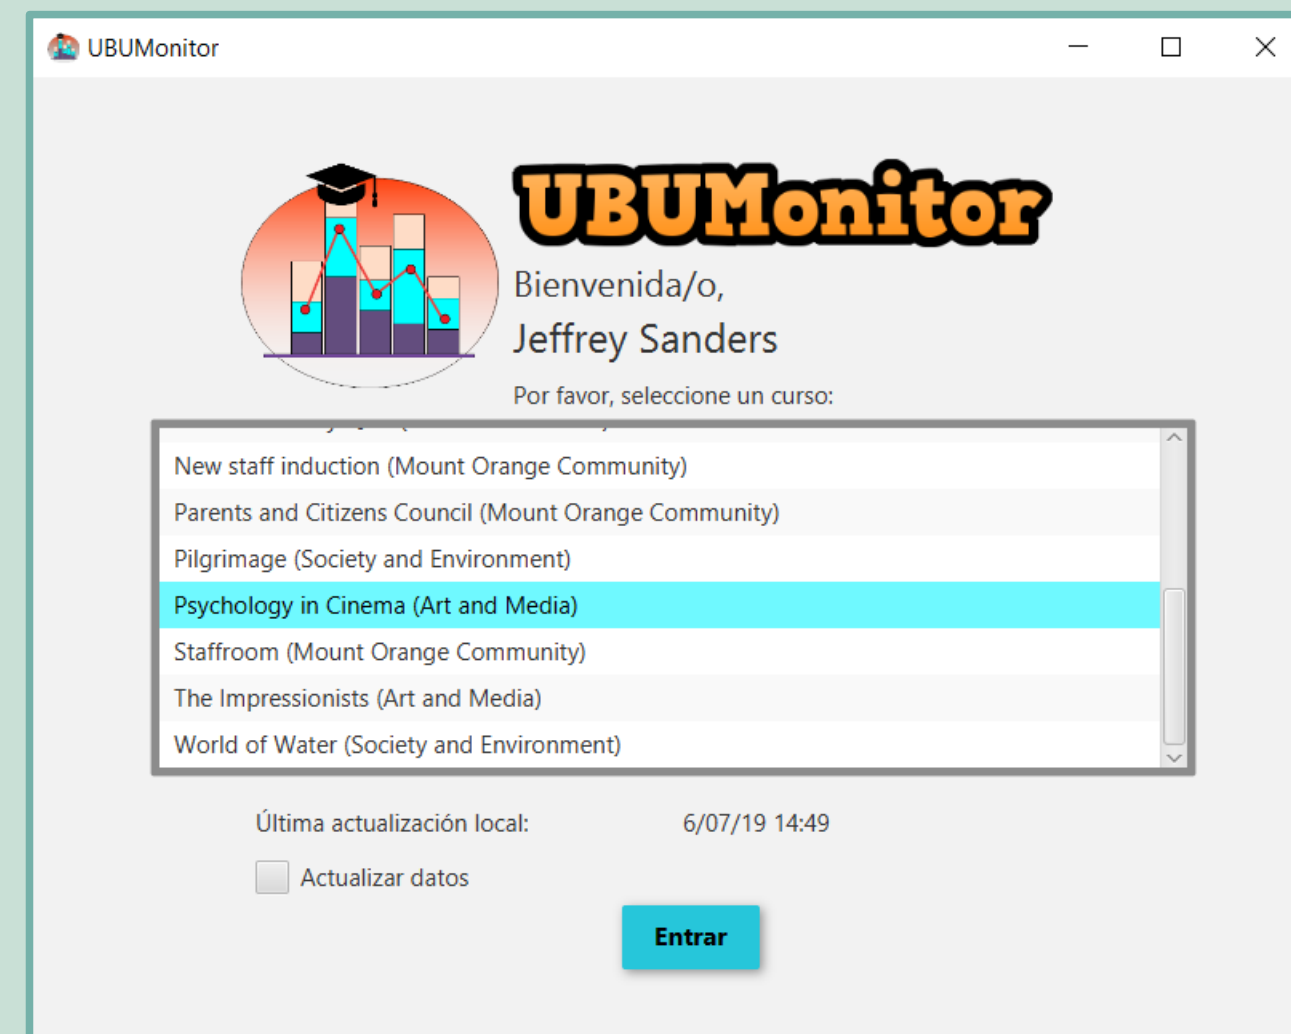 UBUMonitor
UBUMonitor
Bienvenida/o,
Jeffrey Sanders
Por favor, seleccione un curso:
New staff induction (Mount Orange Community)
Parents and Citizens Council (Mount Orange Community)
Pilgrimage (Society and Environment)
Psychology in Cinema (Art and Media)
Staffroom (Mount Orange Community)
The Impressionists (Art and Media)
World of Water (Society and Environment)
Última actualización local: 6/07/19 14:49
Actualizar datos
Entrar